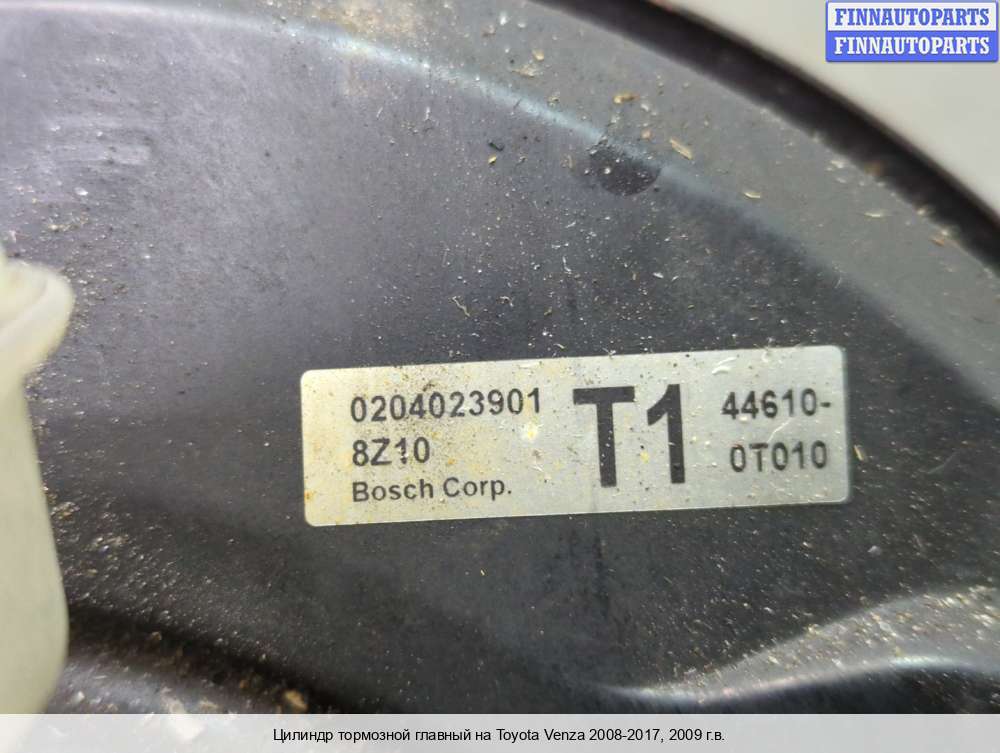 FINNAUTOPARTS
FINNAUTOPARTS
0204023901
8Z10
Bosch Corp.
T1
44610-
0T010
Цилиндр тормозной главный на Toyota Venza 2008-2017, 2009 г.в.